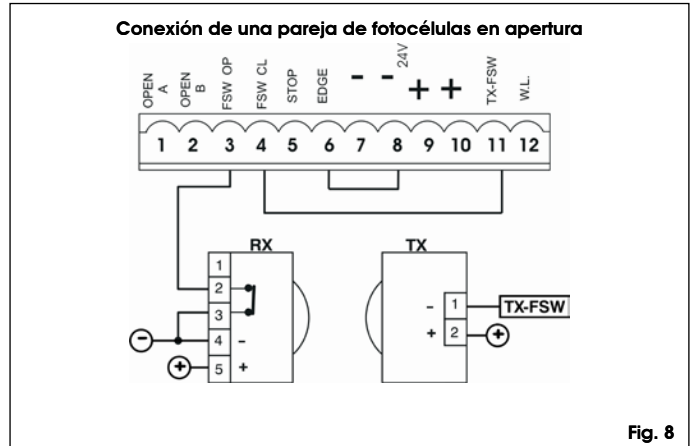 Conexión de una pareja de fotocélulas en apertura
OPEN A
OPEN B
FSW OP
FSW CL
STOP
EDGE
-
-
24V
+
+
TX-FSW
W.L.
1 2 3 4 5 6 7 8 9 10 11 12
RX
TX
1
2
3
4 -
5 +
-
+
- 1
+ 2
TX-FSW
+
Fig. 8